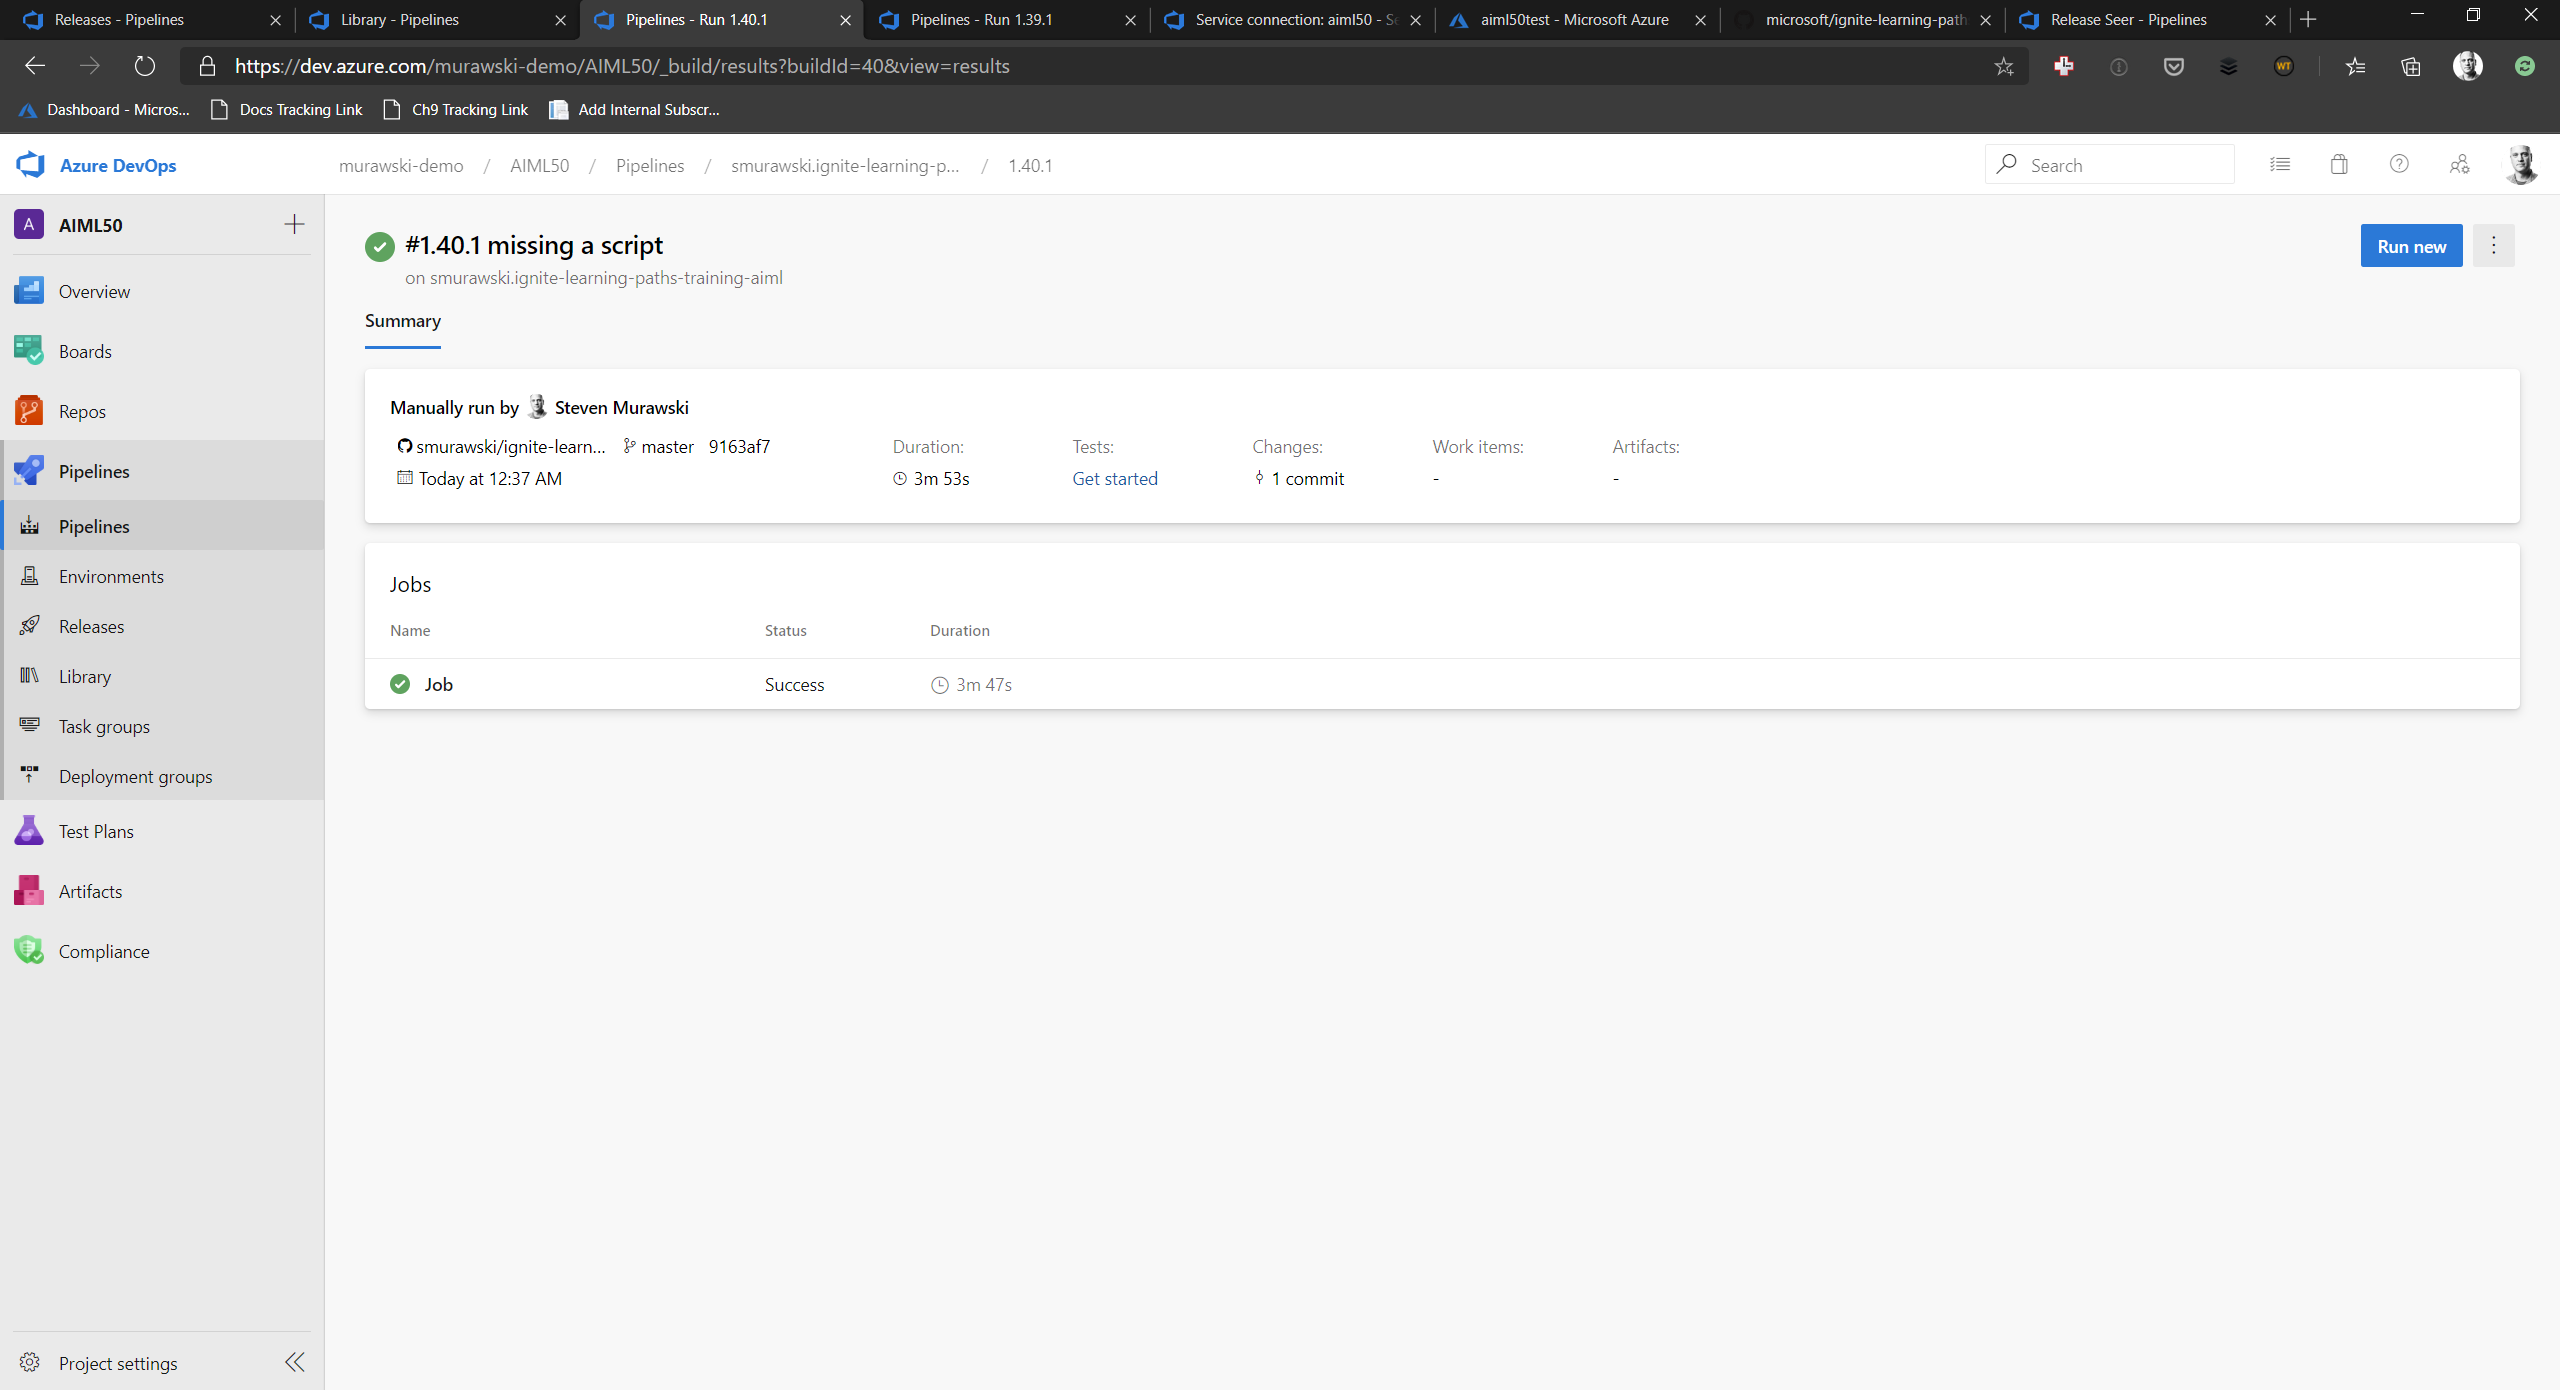 Releases - Pipelines
Library - Pipelines
Pipelines - Run 1.40.1
Pipelines - Run 1.39.1
Service connection: aiml50 - Se
aiml50test - Microsoft Azure
microsoft/ignite-learning-path
Release Seer - Pipelines
https://dev.azure.com/murawski-demo/AIML50/_build/results?buildId=40&view=results
WT
Dashboard - Micros...
Docs Tracking Link
Ch9 Tracking Link
Add Internal Subscr...
Azure DevOps
murawski-demo / AIML50 / Pipelines / smurawski.ignite-learning-p... / 1.40.1
Search
A AIML50
Overview
Boards
Repos
Pipelines
Pipelines
Environments
Releases
Library
Task groups
Deployment groups
Test Plans
Artifacts
Compliance
Project settings
#1.40.1 missing a script
on smurawski.ignite-learning-paths-training-aiml
Run new
Summary
Manually run by Steven Murawski
smurawski/ignite-learn... master 9163af7 Duration: Tests: Changes: Work items: Artifacts:
Today at 12:37 AM 3m 53s Get started 1 commit - -
Jobs
Name Status Duration
Job Success 3m 47s